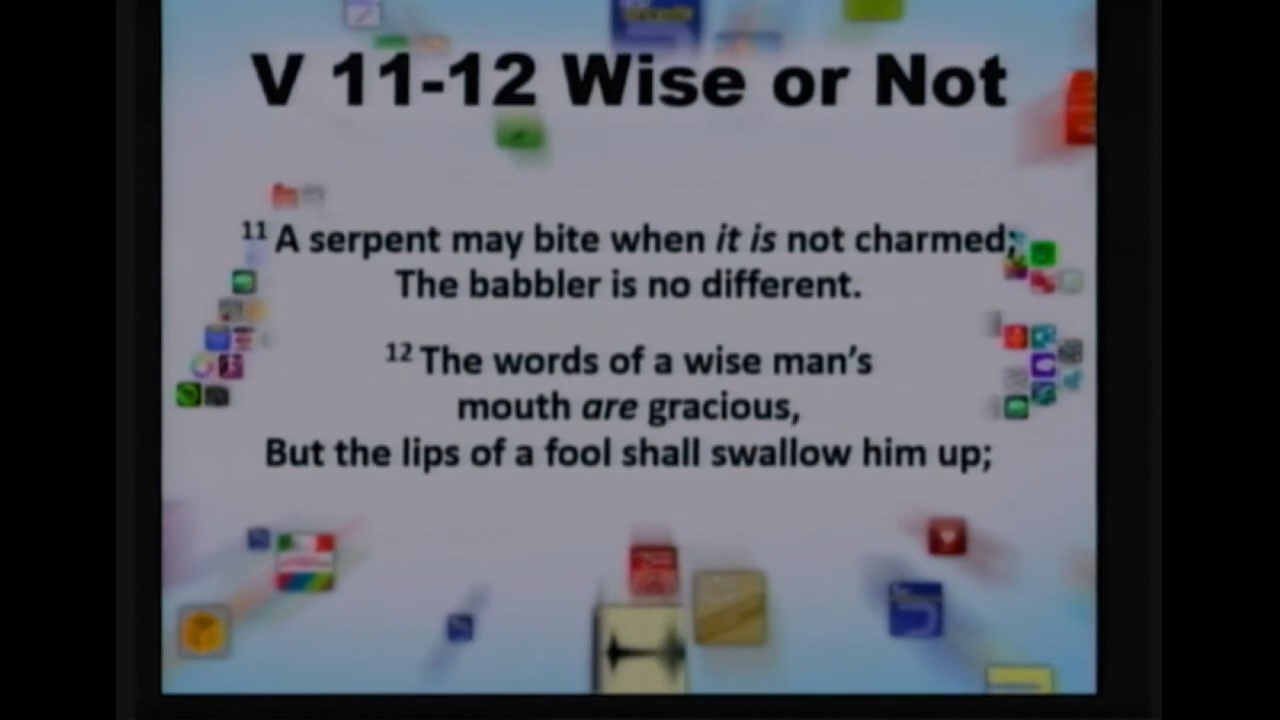 V 11-12 Wise or Not
11 A serpent may bite when it is not charmed;
The babbler is no different.
12 The words of a wise man's
mouth are gracious,
But the lips of a fool shall swallow him up;